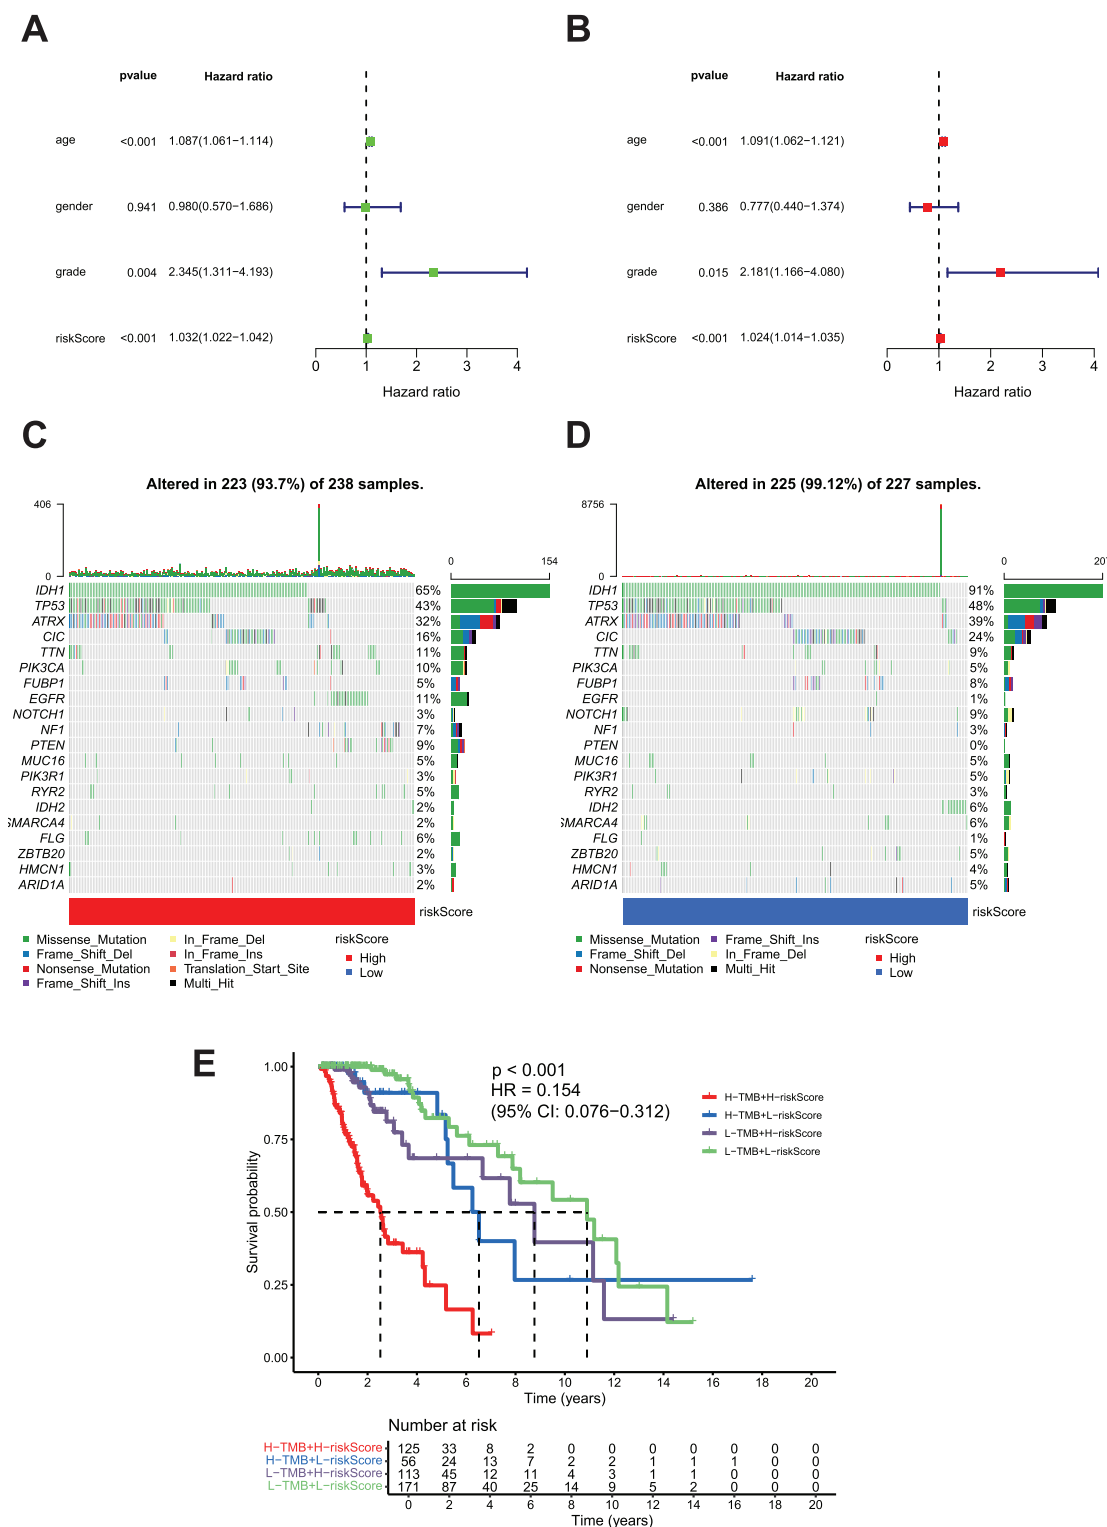 A
pvalue Hazard ratio
age <0.001 1.087(1.061−1.114)
gender 0.941 0.980(0.570−1.686)
grade 0.004 2.345(1.311−4.193)
riskScore <0.001 1.032(1.022−1.042)
0 1 2 3 4
Hazard ratio
B
pvalue Hazard ratio
age <0.001 1.091(1.062−1.121)
gender 0.386 0.777(0.440−1.374)
grade 0.015 2.181(1.166−4.080)
riskScore <0.001 1.024(1.014−1.035)
0 1 2 3 4
Hazard ratio
C
Altered in 223 (93.7%) of 238 samples.
406
0
0 154
IDH1 65%
TP53 43%
ATRX 32%
CIC 16%
TTN 11%
PIK3CA 10%
FUBP1 5%
EGFR 11%
NOTCH1 3%
NF1 7%
PTEN 9%
MUC16 5%
PIK3R1 3%
RYR2 5%
IDH2 2%
SMARCA4 2%
FLG 6%
ZBTB20 2%
HMCN1 3%
ARID1A 2%
riskScore
Missense_Mutation In_Frame_Del riskScore
Frame_Shift_Del In_Frame_Ins High
Nonsense_Mutation Translation_Start_Site Low
Frame_Shift_Ins Multi_Hit
D
Altered in 225 (99.12%) of 227 samples.
8756
0
0 20
IDH1 91%
TP53 48%
ATRX 39%
CIC 24%
TTN 9%
PIK3CA 5%
FUBP1 8%
EGFR 1%
NOTCH1 9%
NF1 3%
PTEN 0%
MUC16 5%
PIK3R1 5%
RYR2 3%
IDH2 6%
SMARCA4 6%
FLG 1%
ZBTB20 5%
HMCN1 4%
ARID1A 5%
riskScore
Missense_Mutation Frame_Shift_Ins riskScore
Frame_Shift_Del In_Frame_Del High
Nonsense_Mutation Multi_Hit Low
E
p < 0.001
HR = 0.154
(95% CI: 0.076−0.312)
H−TMB+H−riskScore
H−TMB+L−riskScore
L−TMB+H−riskScore
L−TMB+L−riskScore
Survival probability
1.00
0.75
0.50
0.25
0.00
0 2 4 6 8 10 12 14 16 18 20
Time (years)
Number at risk
H−TMB+H−riskScore 125 33 8 2 0 0 0 0 0 0 0
H−TMB+L−riskScore 56 24 13 7 2 2 1 1 1 0 0
L−TMB+H−riskScore 113 45 12 11 4 3 1 1 0 0 0
L−TMB+L−riskScore 171 87 40 25 14 9 5 2 0 0 0
0 2 4 6 8 10 12 14 16 18 20
Time (years)